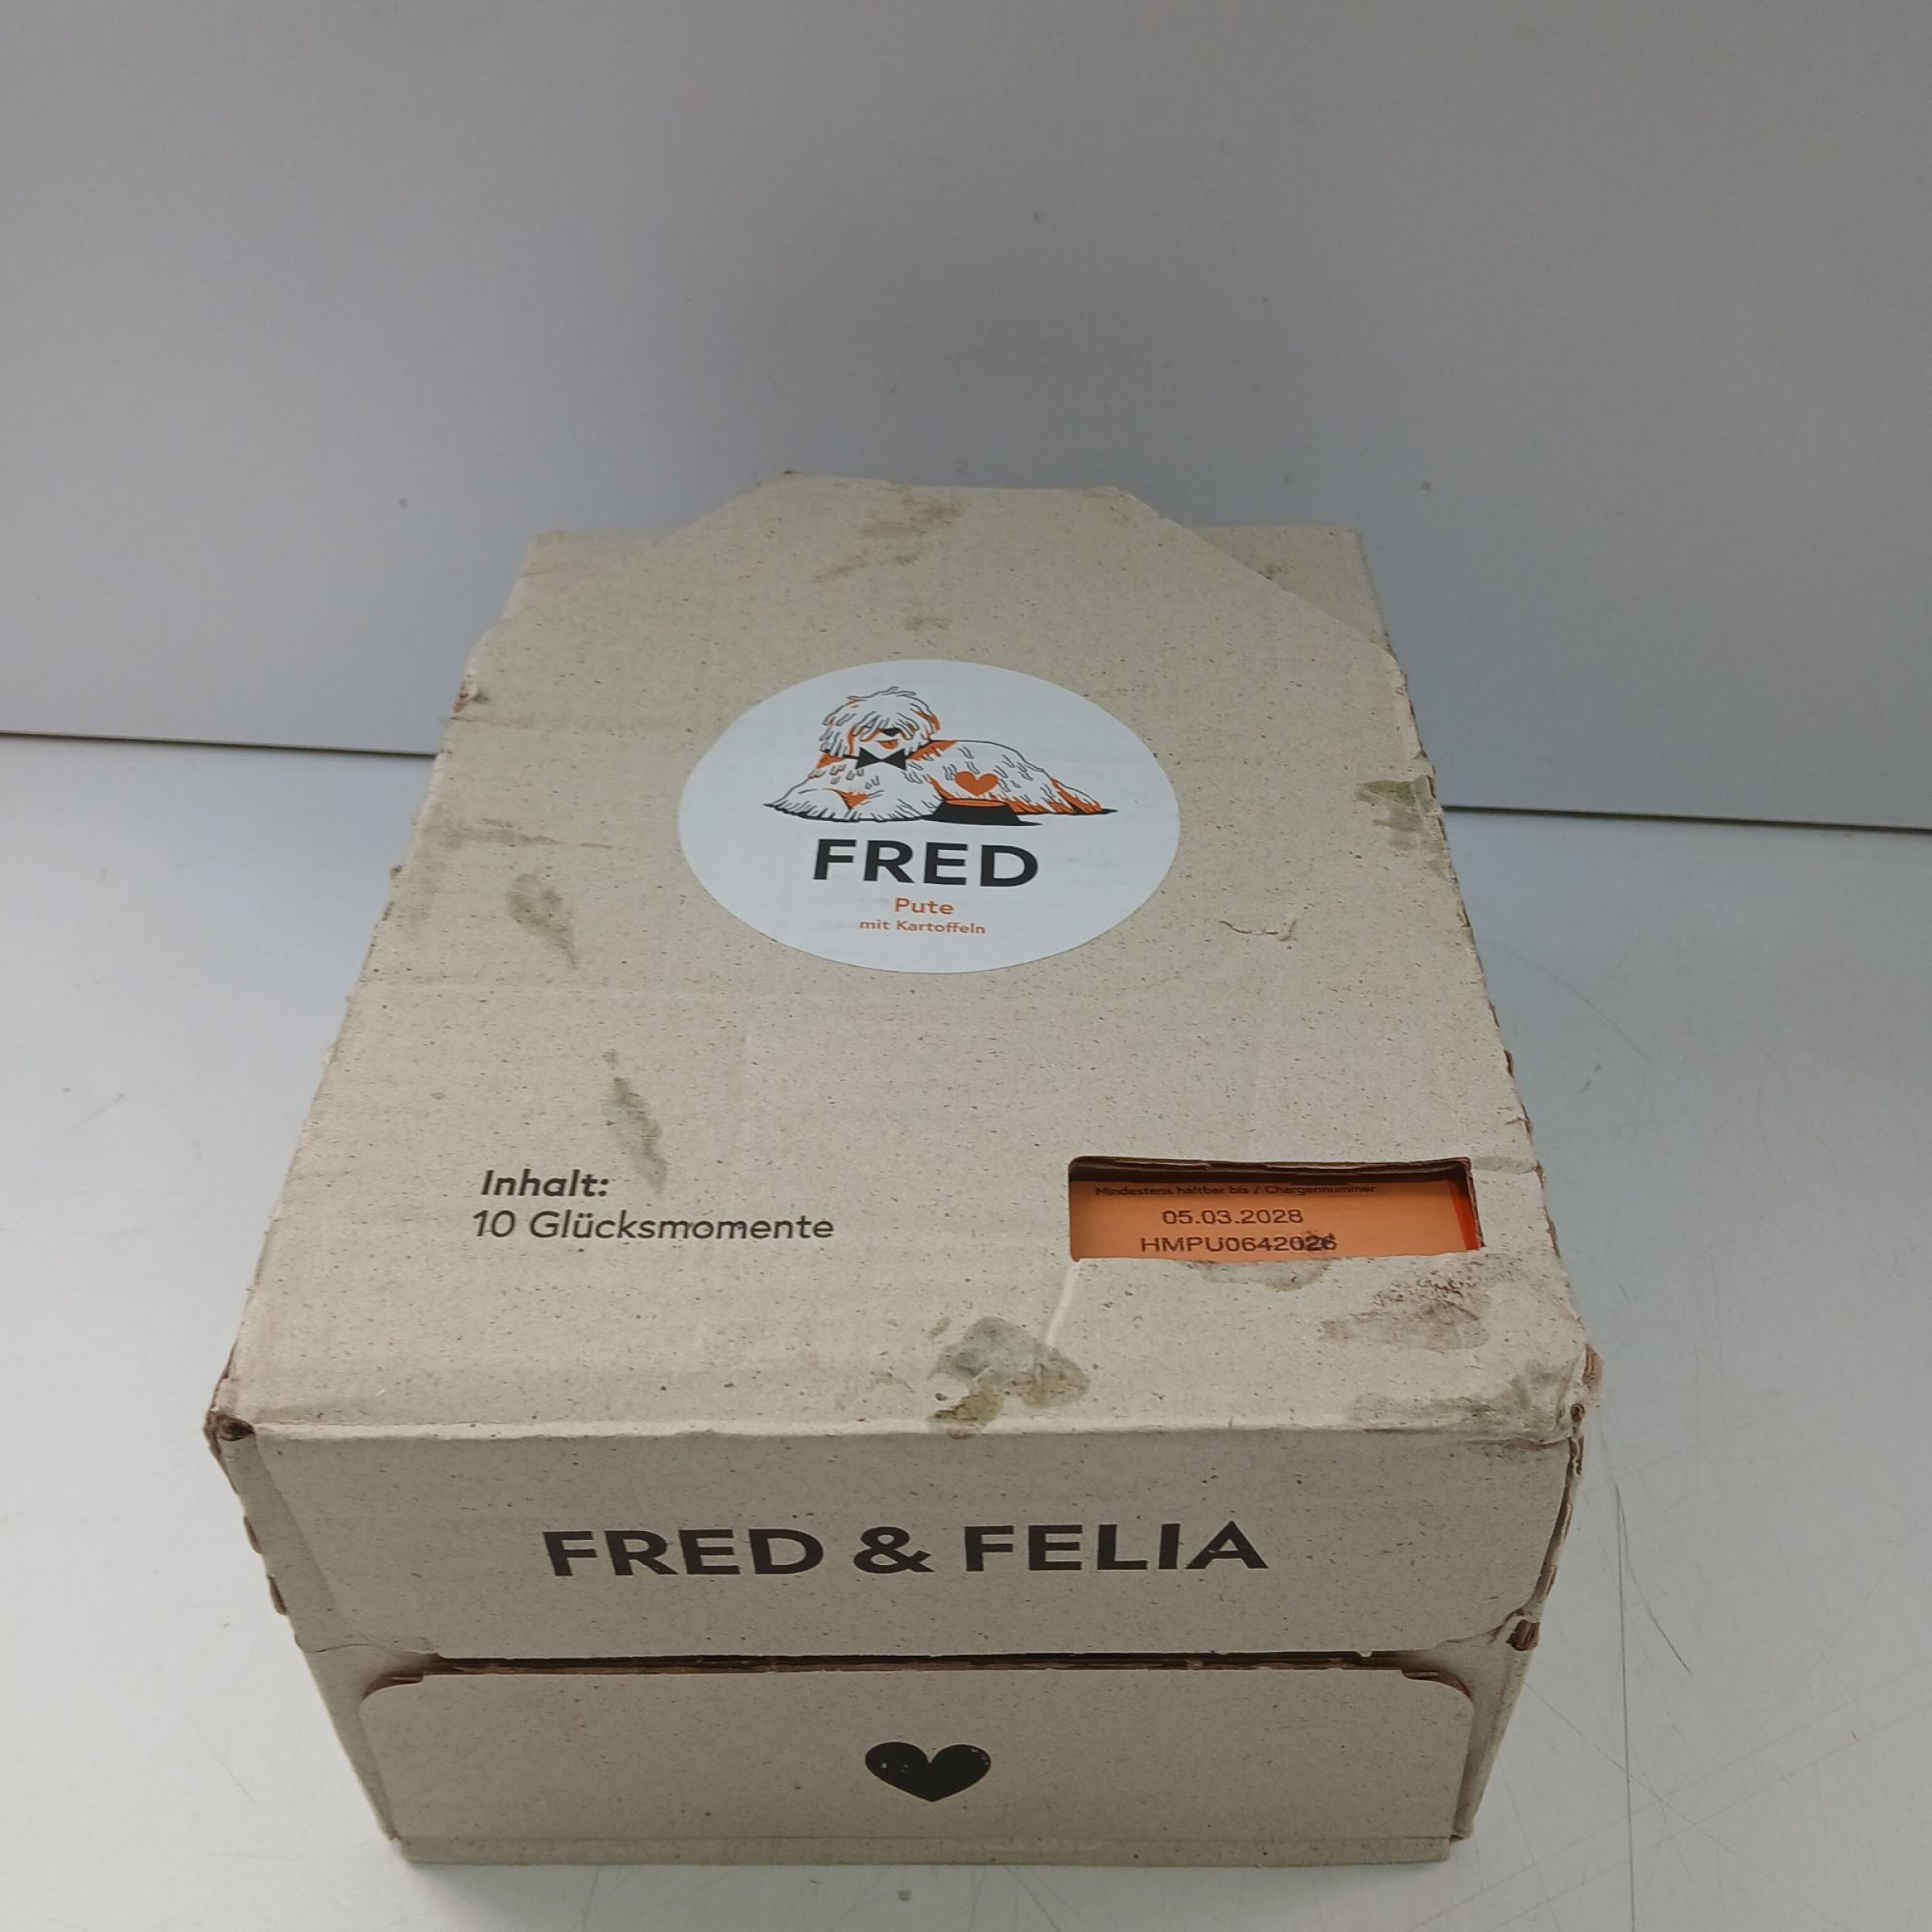 FRED
Pute
mit Kartoffeln
Inhalt:
10 Glücksmomente
Mindestens haltbar bis / Chargennummer:
05.03.2028
HMPU0642026
FRED & FELIA